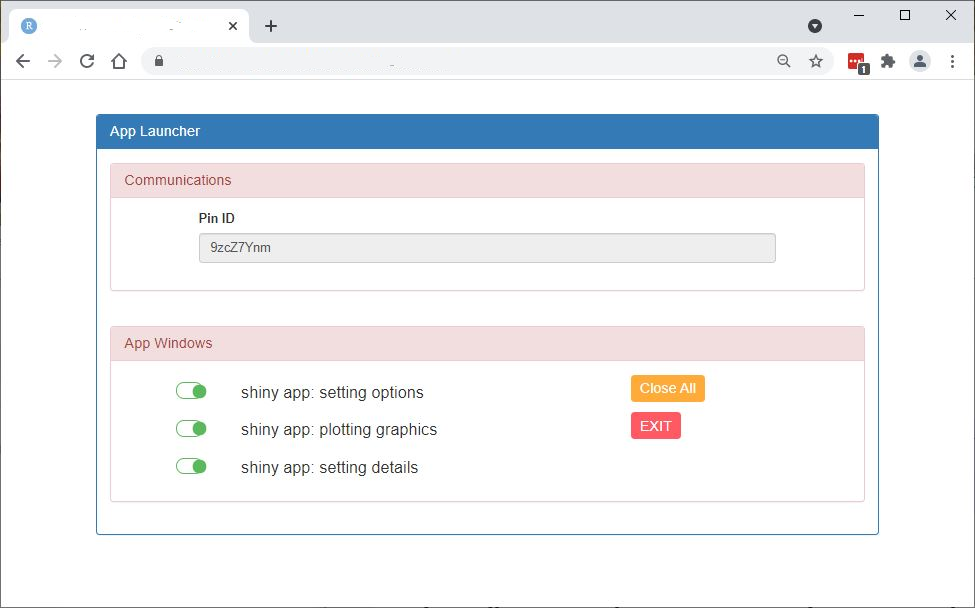 R
1
App Launcher
Communications
Pin ID
9zcZ7Ynm
App Windows
shiny app: setting options
Close All
shiny app: plotting graphics
EXIT
shiny app: setting details